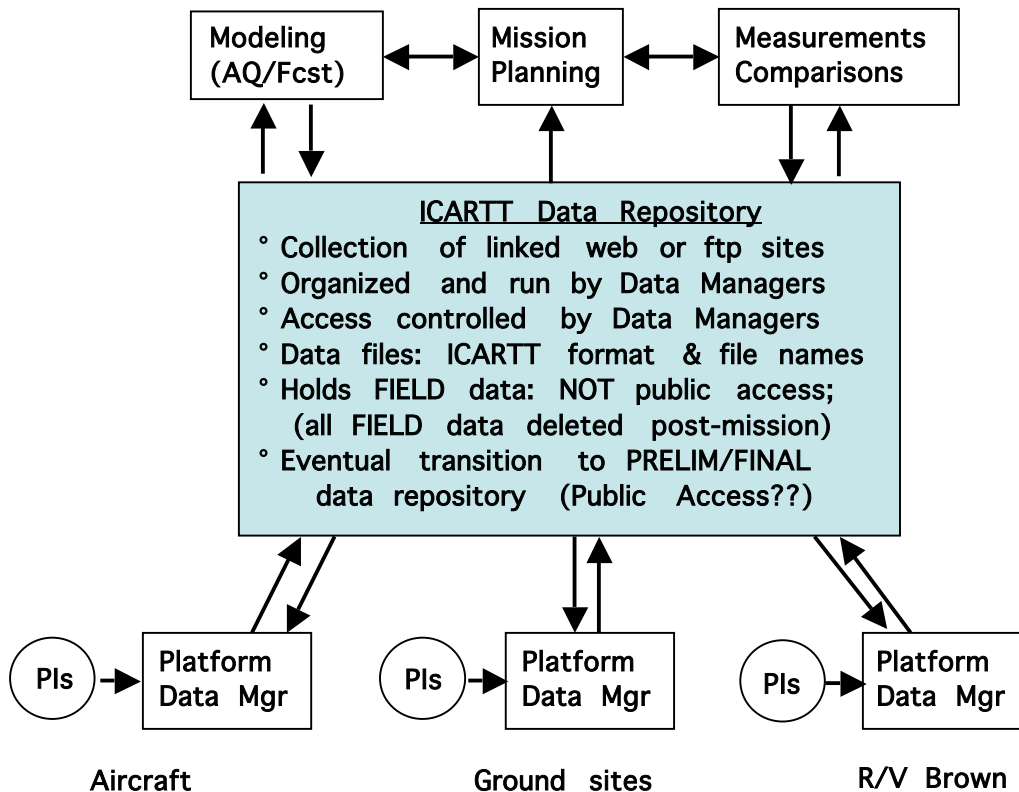 Modeling
(AQ/Fcst)
Mission
Planning
Measurements
Comparisons
ICARTT Data Repository
° Collection of linked web or ftp sites
° Organized and run by Data Managers
° Access controlled by Data Managers
° Data files: ICARTT format & file names
° Holds FIELD data: NOT public access;
(all FIELD data deleted post-mission)
° Eventual transition to PRELIM/FINAL
data repository (Public Access??)
PIs
Platform
Data Mgr
PIs
Platform
Data Mgr
PIs
Platform
Data Mgr
Aircraft
Ground sites
R/V Brown